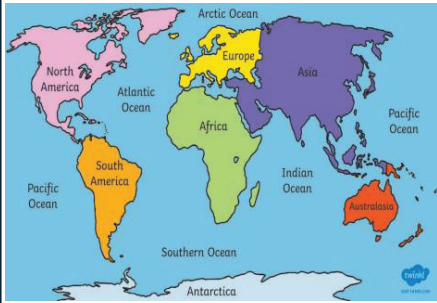 Arctic Ocean
North
America
Europe
Asia
Atlantic
Ocean
Pacific
Ocean
Africa
South
America
Indian
Ocean
Pacific
Ocean
Australasia
Southern Ocean
Antarctica
twinkl